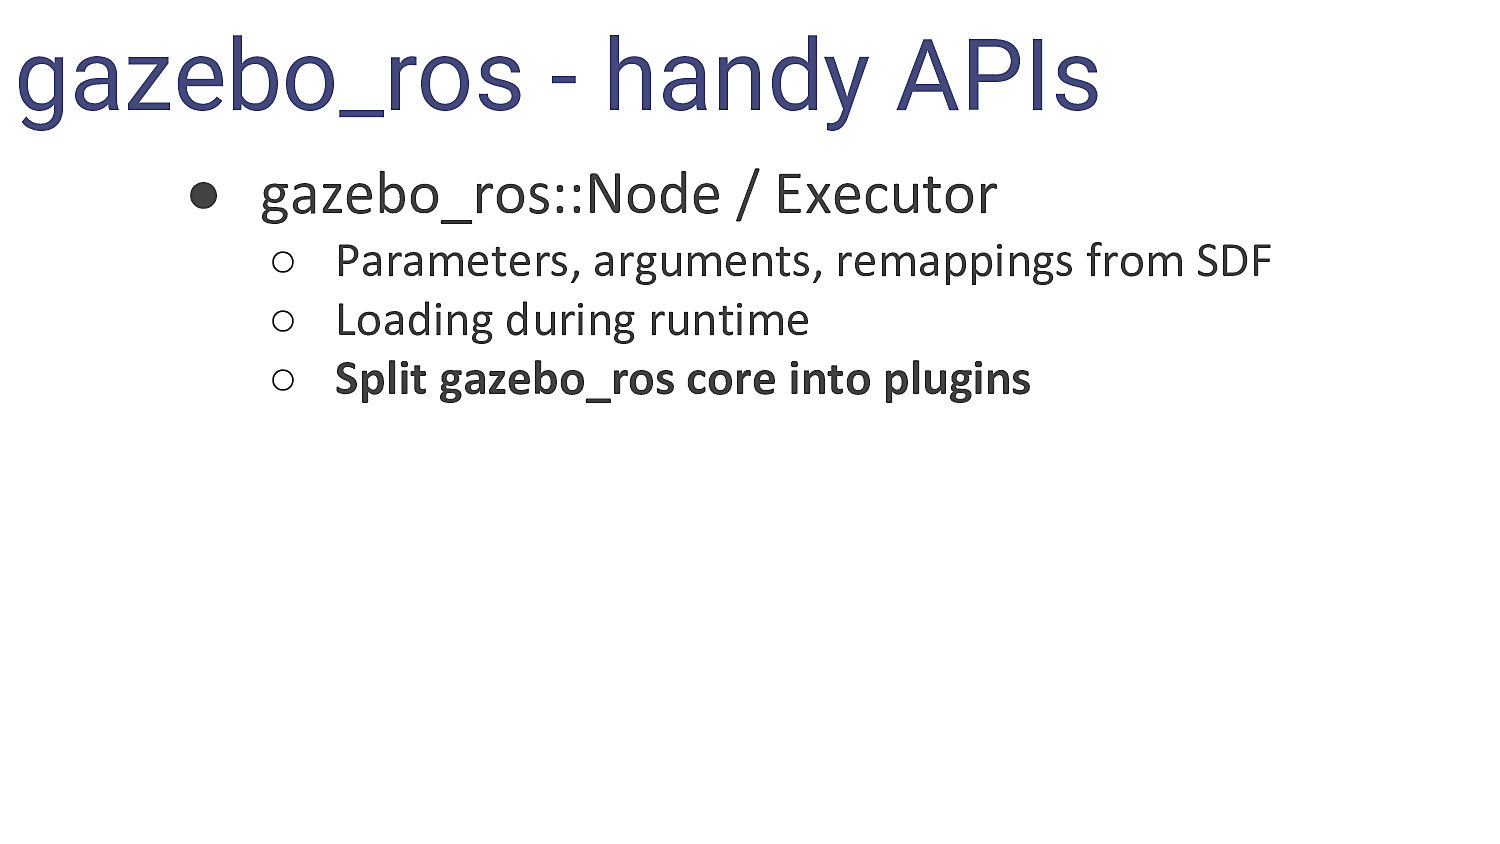 gazebo_ros - handy APIs
● gazebo_ros::Node / Executor
○ Parameters, arguments, remappings from SDF
○ Loading during runtime
○ Split gazebo_ros core into plugins